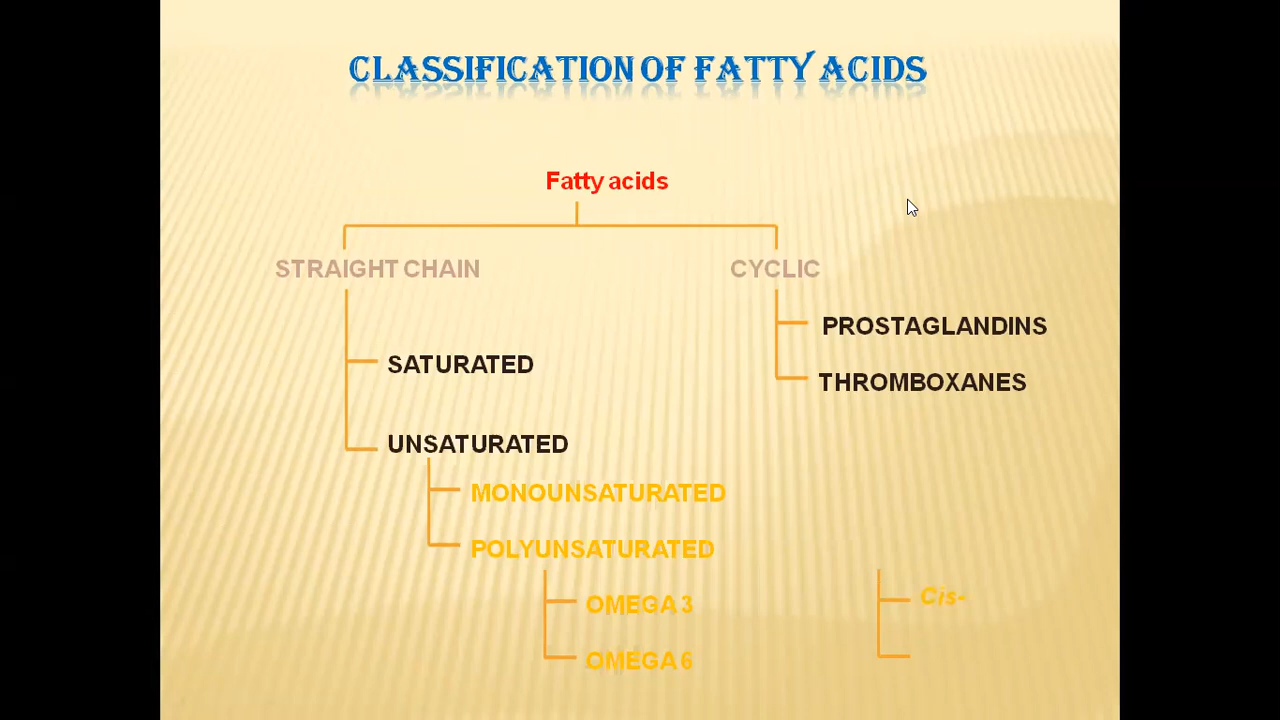 CLASSIFICATION OF FATTY ACIDS
Fatty acids
STRAIGHT CHAIN
CYCLIC
PROSTAGLANDINS
SATURATED
THROMBOXANES
UNSATURATED
MONOUNSATURATED
POLYUNSATURATED
OMEGA 3
Cis-
OMEGA 6